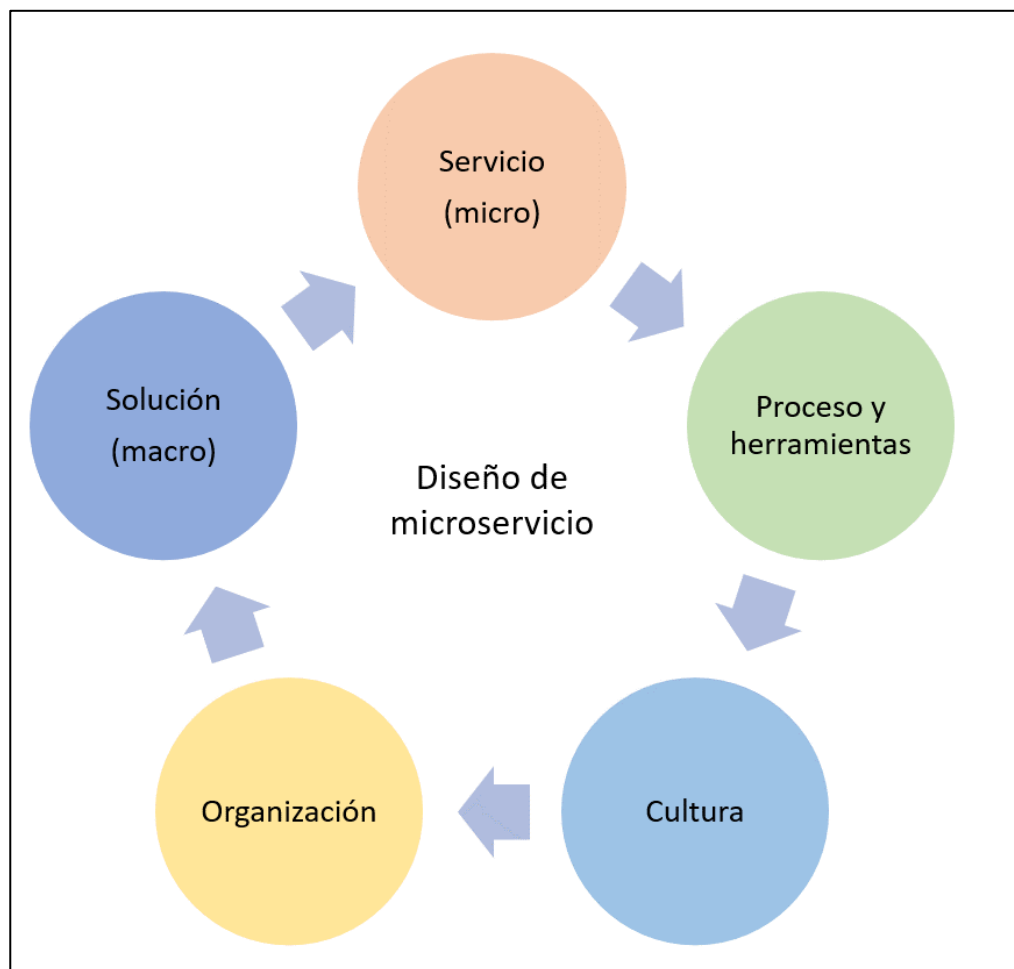 Servicio
(micro)
Proceso y
herramientas
Cultura
Organización
Solución
(macro)
Diseño de
microservicio